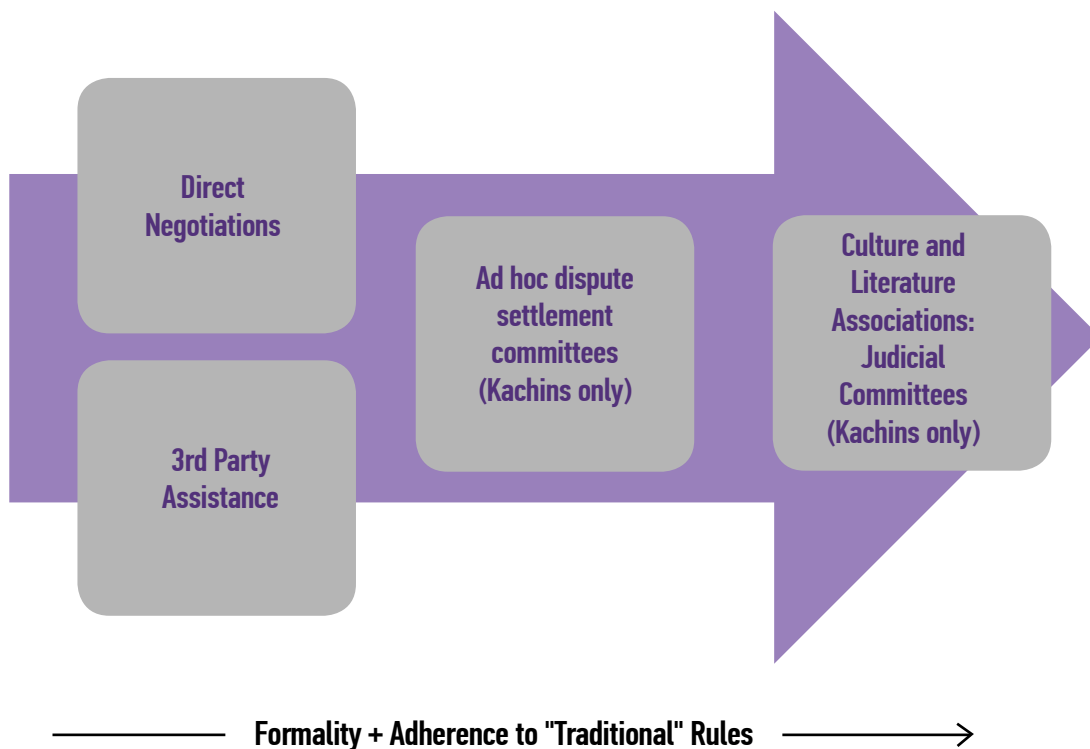 Direct
Negotiations
3rd Party
Assistance
Ad hoc dispute
settlement
committees
(Kachins only)
Culture and
Literature
Associations:
Judicial
Committees
(Kachins only)
Formality + Adherence to "Traditional" Rules